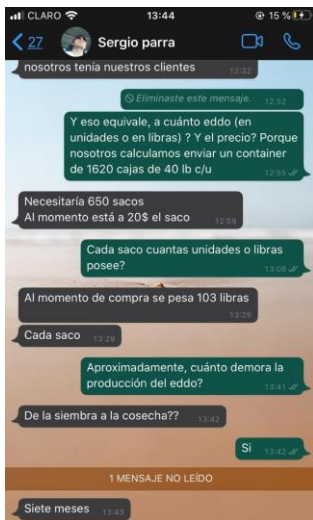 CLARO 13:44 15 %
27 Sergio parra
nosotros tenía nuestros clientes 12:32
Eliminaste este mensaje. 12:52
Y eso equivale, a cuánto eddo (en
unidades o en libras) ? Y el precio? Porque
nosotros calculamos enviar un container
de 1620 cajas de 40 lb c/u 12:55
Necesitaría 650 sacos
Al momento está a 20$ el saco 12:59
Cada saco cuantas unidades o libras
posee? 13:08
Al momento de compra se pesa 103 libras
13:29
Cada saco 13:29
Aproximadamente, cuánto demora la
producción del eddo? 13:41
De la siembra a la cosecha?? 13:42
Si 13:42
1 MENSAJE NO LEÍDO
Siete meses 13:43